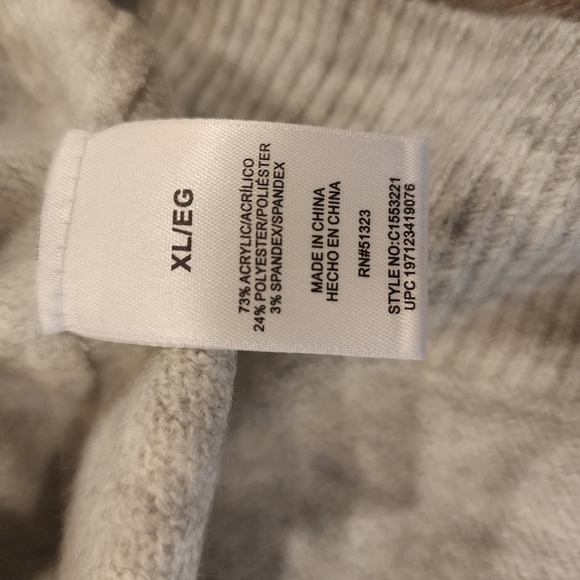 XL/EG
73% ACRYLIC/ACRÍLICO
24% POLYESTER/POLIÉSTER
3% SPANDEX/SPANDEX
MADE IN CHINA
HECHO EN CHINA
RN#51323
STYLE NO:C1553221
UPC 197123419076